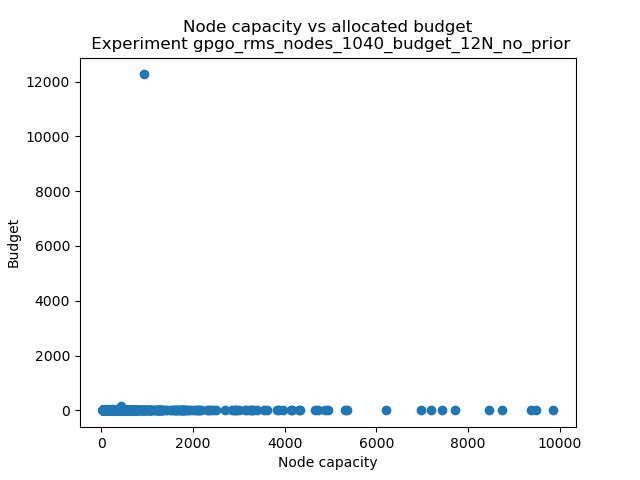 Node capacity vs allocated budget
Experiment gpgo_rms_nodes_1040_budget_12N_no_prior
12000
10000
8000
6000
4000
2000
0
Budget
0 2000 4000 6000 8000 10000
Node capacity